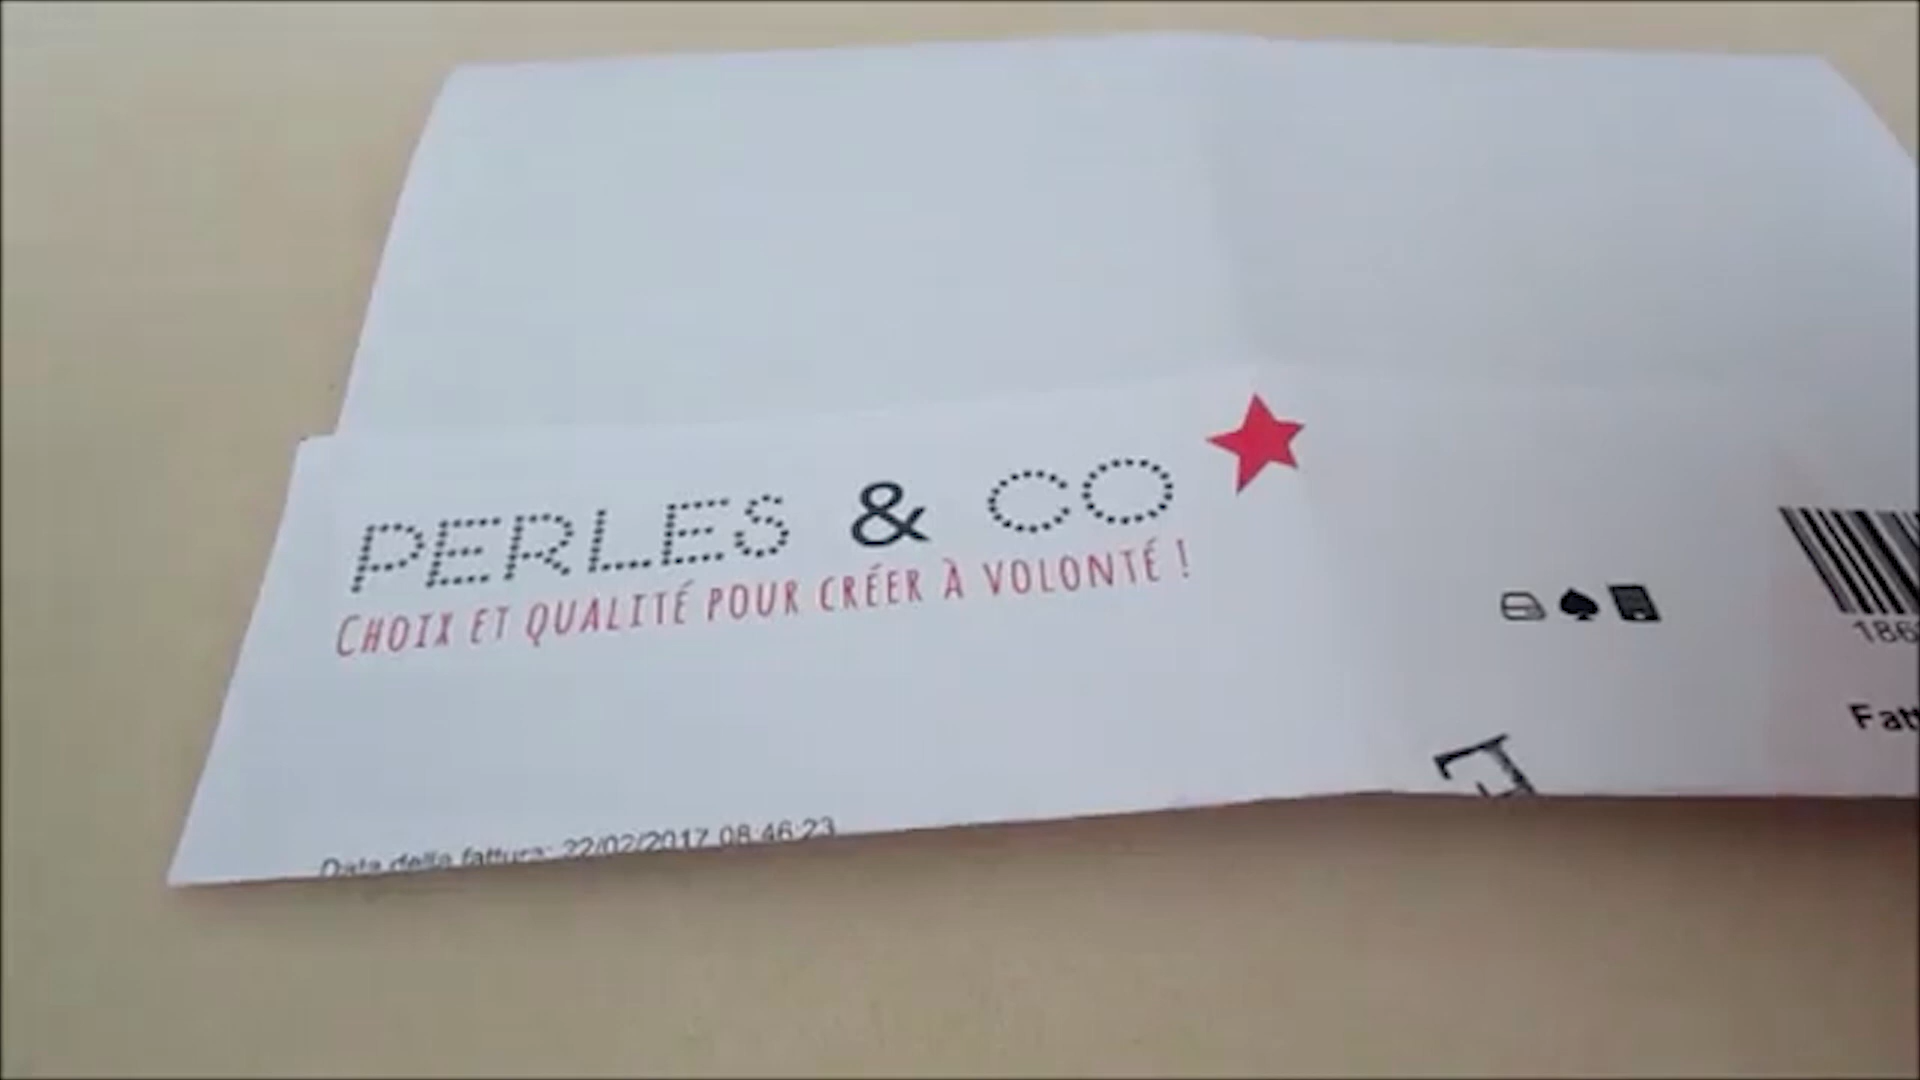 PERLES & CO
CHOIX ET QUALITÉ POUR CRÉER À VOLONTÉ !
Data della fattura: 22/02/2017 08:46:23